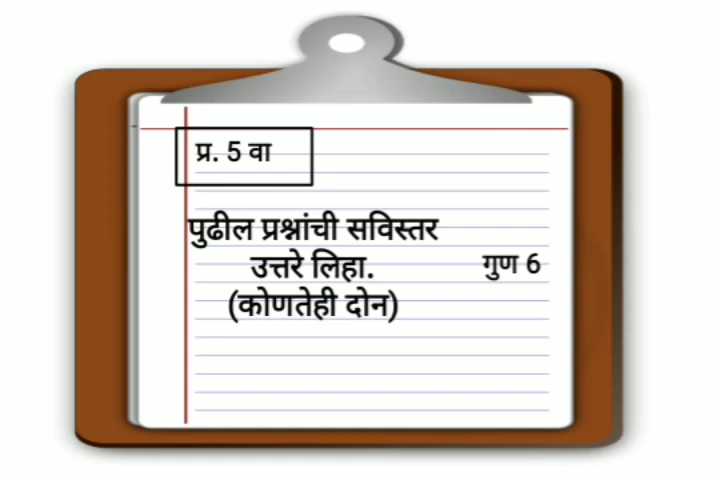 प्र. 5 वा
पुढील प्रश्नांची सविस्तर
उत्तरे लिहा.
गुण 6
(कोणतेही दोन)